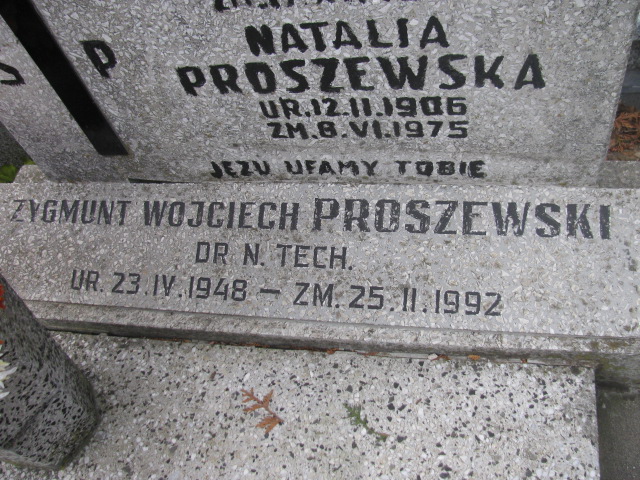 S P
NATALIA
PROSZEWSKA
UR.12.II.1906
ZM.8.VI.1975
JĘZU UFAMY TOBIE
ZYGMUNT WOJCIECH PROSZEWSKI
DR N. TECH.
UR. 23.IV.1948 – ZM. 25.II.1992